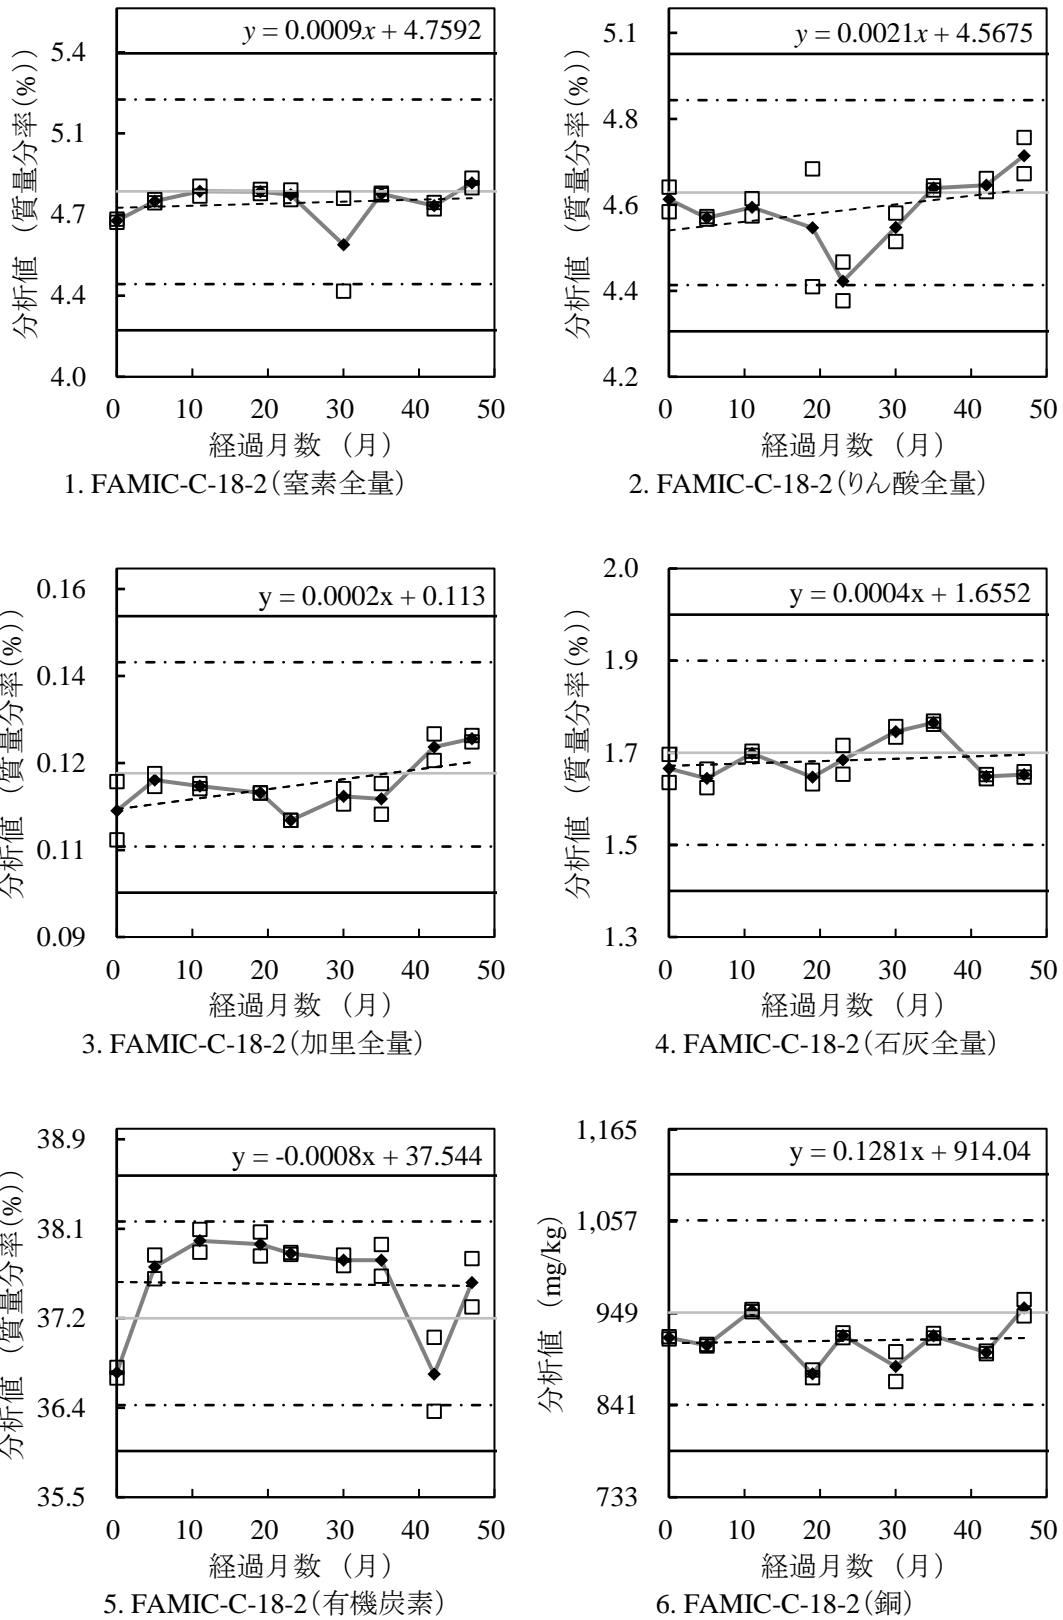 y = 0.0009x + 4.7592
分析値 (質量分率(%))
5.4
5.1
4.7
4.4
4.0
0 10 20 30 40 50
経過月数 (月)
1. FAMIC-C-18-2(窒素全量)
y = 0.0021x + 4.5675
分析値 (質量分率(%))
5.1
4.8
4.6
4.4
4.2
0 10 20 30 40 50
経過月数 (月)
2. FAMIC-C-18-2(りん酸全量)
y = 0.0002x + 0.113
分析値 (質量分率(%))
0.16
0.14
0.12
0.11
0.09
0 10 20 30 40 50
経過月数 (月)
3. FAMIC-C-18-2(加里全量)
y = 0.0004x + 1.6552
分析値 (質量分率(%))
2.0
1.9
1.7
1.5
1.3
0 10 20 30 40 50
経過月数 (月)
4. FAMIC-C-18-2(石灰全量)
y = -0.0008x + 37.544
分析値 (質量分率(%))
38.9
38.1
37.2
36.4
35.5
0 10 20 30 40 50
経過月数 (月)
5. FAMIC-C-18-2(有機炭素)
y = 0.1281x + 914.04
分析値 (mg/kg)
1,165
1,057
949
841
733
0 10 20 30 40 50
経過月数 (月)
6. FAMIC-C-18-2(銅)